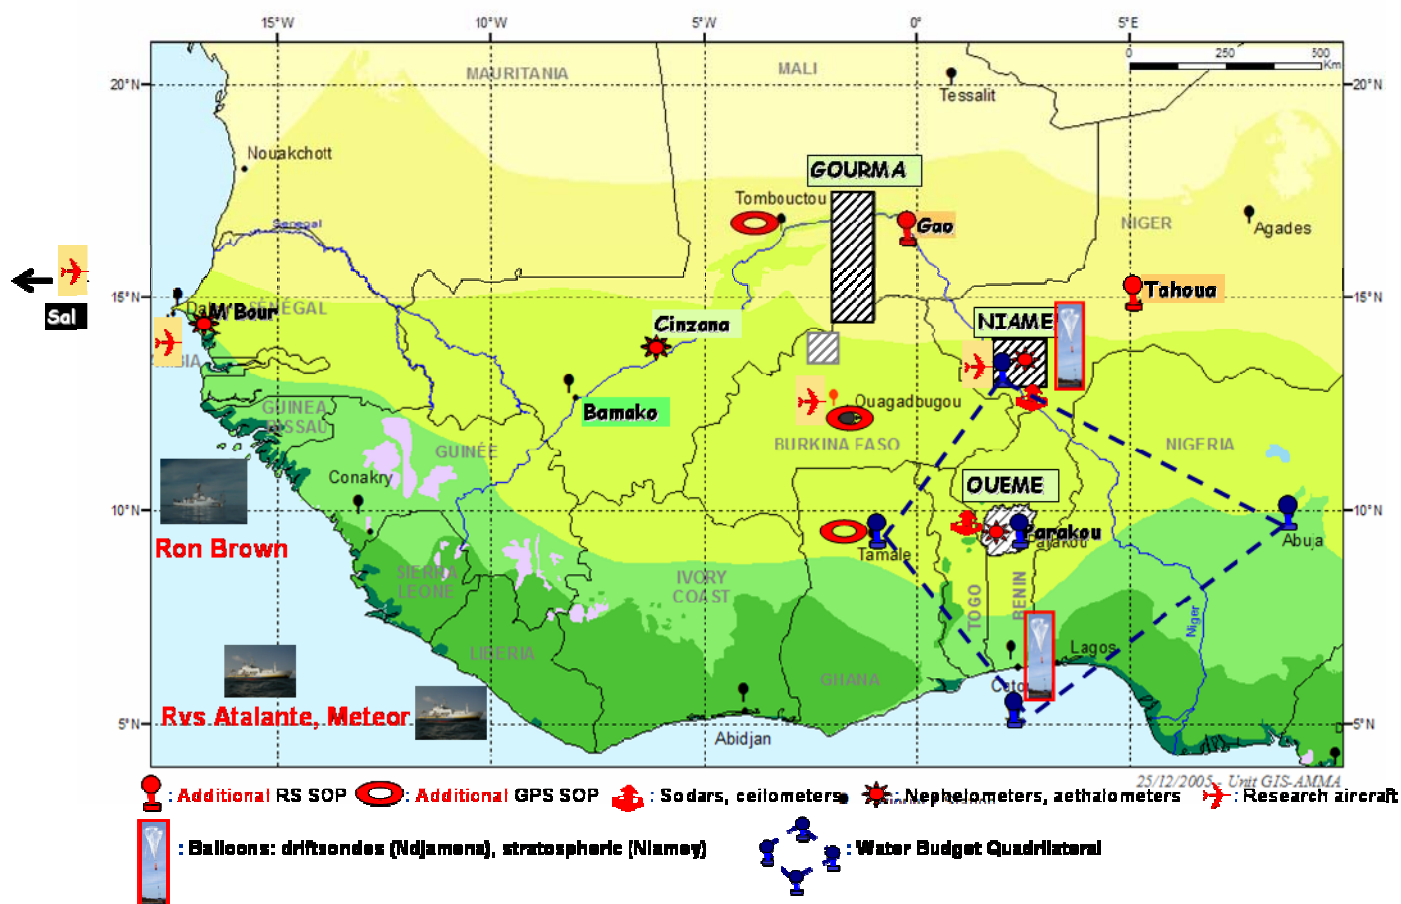 15°W 10°W 5°W 0° 5°E
0 250 500
Km
MAURITANIA MALI
20°N 20°N
Tessalit
Nouakchott
GOURMA
Tombouctou
Senegal
Gao
NIGER
Agades
15°N 15°N
Tahoua
Sal
M'Bour
SÉNÉGAL
Cinzana
NIAME
Bamako
Ouagadbugou
GUINEA
BISSAU
GUINÉE
BURKINA FASO
NIGERIA
Conakry
OUEME
10°N 10°N
Ron Brown
Tamale
Parakou
Abuja
SIERRA
LEONE
IVORY
COAST
TOGO
BENIN
Niger
LIBERIA
GHANA
Lagos
Coto
Rvs Atalante, Meteor
5°N 5°N
Abidjan
25/12/2005 - Unit GIS-AMMA
: Additional RS SOP : Additional GPS SOP : Sodars, ceilometers : Nephelometers, aethalometers : Research aircraft
: Balloons: driftsondes (Ndjamena), stratospheric (Niamey) : Water Budget Quadrilateral